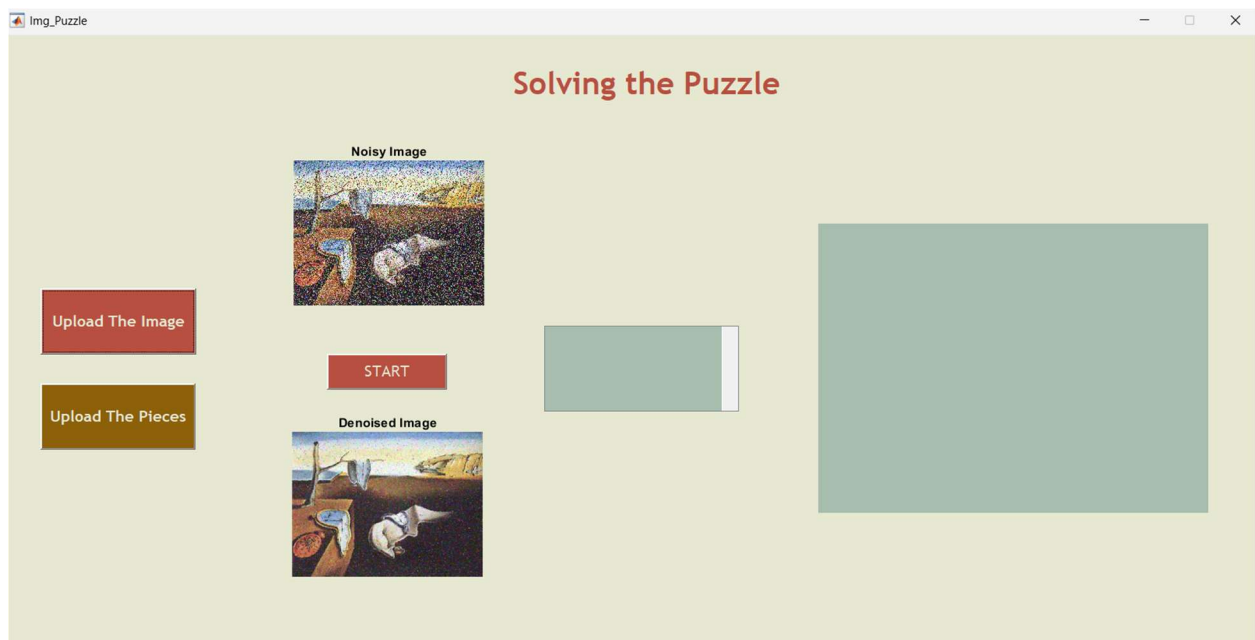 Img_Puzzle
Solving the Puzzle
Noisy Image
Upload The Image
START
Upload The Pieces
Denoised Image